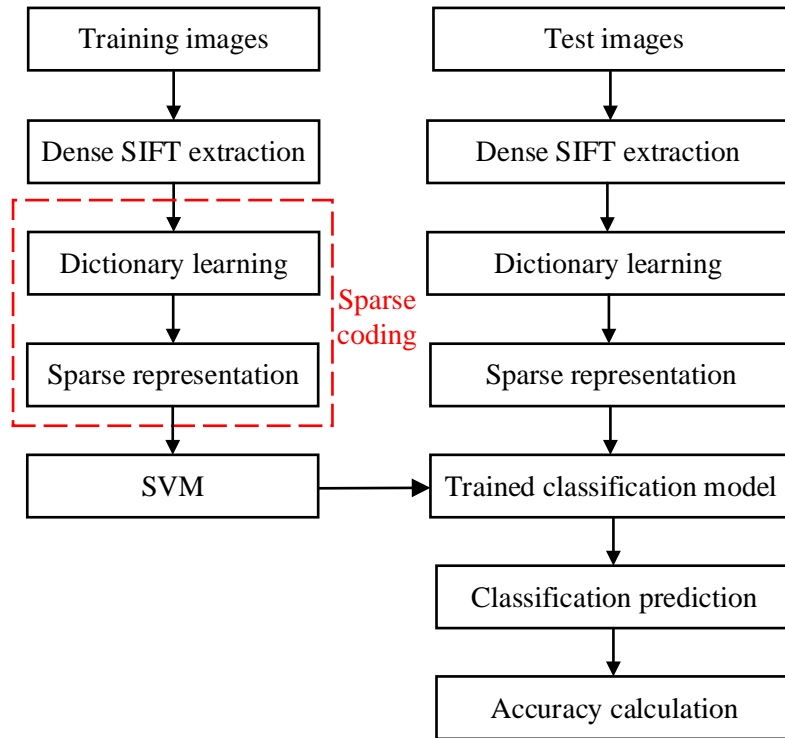 Training images
Test images
Dense SIFT extraction
Dense SIFT extraction
Dictionary learning
Dictionary learning
Sparse
coding
Sparse representation
Sparse representation
SVM
Trained classification model
Classification prediction
Accuracy calculation